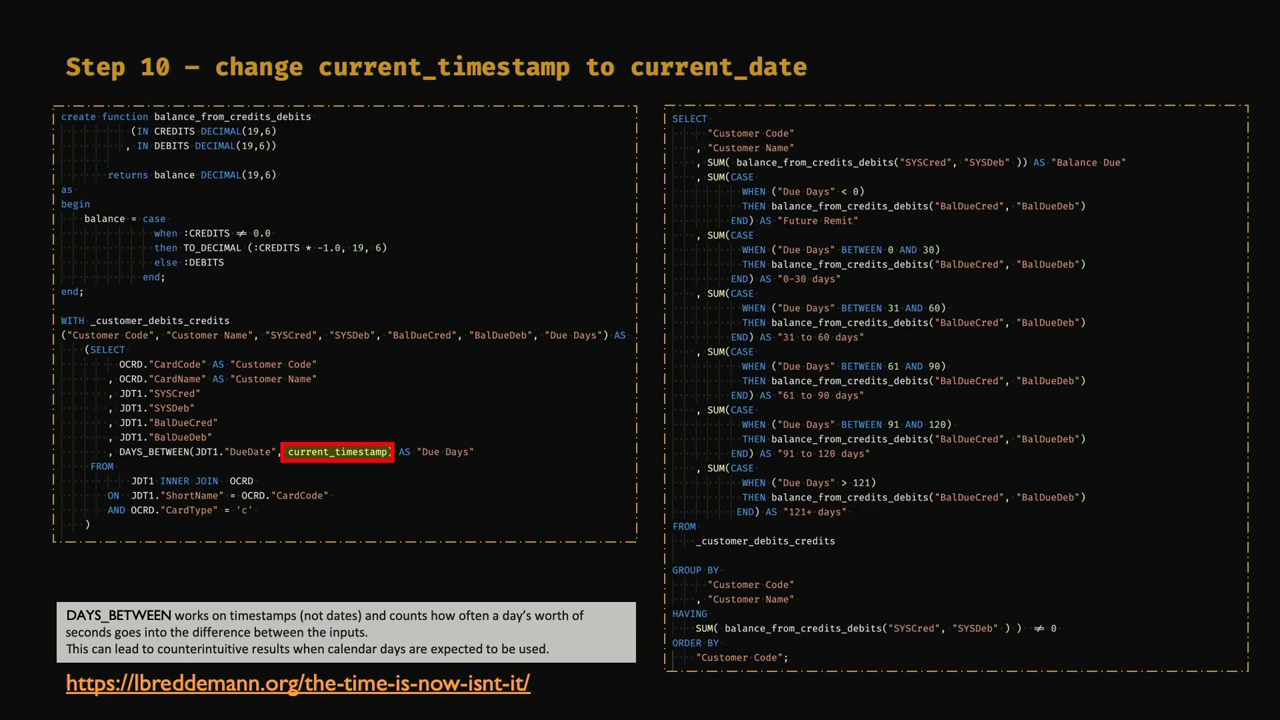 Step 10 – change current_timestamp to current_date
create function balance_from_credits_debits
(IN CREDITS DECIMAL(19,6)
, IN DEBITS DECIMAL(19,6))
returns balance DECIMAL(19,6)
as
begin
balance = case
when :CREDITS ≠ 0.0
then TO_DECIMAL (:CREDITS * -1.0, 19, 6)
else :DEBITS
end;
end;
WITH _customer_debits_credits
("Customer Code", "Customer Name", "SYSCred", "SYSDeb", "BalDueCred", "BalDueDeb", "Due Days") AS
(SELECT
OCRD."CardCode" AS "Customer Code"
, OCRD."CardName" AS "Customer Name"
, JDT1."SYSCred"
, JDT1."SYSDeb"
, JDT1."BalDueCred"
, JDT1."BalDueDeb"
, DAYS_BETWEEN(JDT1."DueDate", current_timestamp) AS "Due Days"
FROM
JDT1 INNER JOIN OCRD
ON JDT1."ShortName" = OCRD."CardCode"
AND OCRD."CardType" = 'c'
)
DAYS_BETWEEN works on timestamps (not dates) and counts how often a day's worth of
seconds goes into the difference between the inputs.
This can lead to counterintuitive results when calendar days are expected to be used.
https://lbreddemann.org/the-time-is-now-isnt-it/
SELECT
"Customer Code"
, "Customer Name"
, SUM( balance_from_credits_debits("SYSCred", "SYSDeb" )) AS "Balance Due"
, SUM(CASE
WHEN ("Due Days" < 0)
THEN balance_from_credits_debits("BalDueCred", "BalDueDeb")
END) AS "Future Remit"
, SUM(CASE
WHEN ("Due Days" BETWEEN 0 AND 30)
THEN balance_from_credits_debits("BalDueCred", "BalDueDeb")
END) AS "0-30 days"
, SUM(CASE
WHEN ("Due Days" BETWEEN 31 AND 60)
THEN balance_from_credits_debits("BalDueCred", "BalDueDeb")
END) AS "31 to 60 days"
, SUM(CASE
WHEN ("Due Days" BETWEEN 61 AND 90)
THEN balance_from_credits_debits("BalDueCred", "BalDueDeb")
END) AS "61 to 90 days"
, SUM(CASE
WHEN ("Due Days" BETWEEN 91 AND 120)
THEN balance_from_credits_debits("BalDueCred", "BalDueDeb")
END) AS "91 to 120 days"
, SUM(CASE
WHEN ("Due Days" > 121)
THEN balance_from_credits_debits("BalDueCred", "BalDueDeb")
END) AS "121+ days"
FROM
_customer_debits_credits
GROUP BY
"Customer Code"
, "Customer Name"
HAVING
SUM( balance_from_credits_debits("SYSCred", "SYSDeb" ) ) ≠ 0
ORDER BY
"Customer Code";